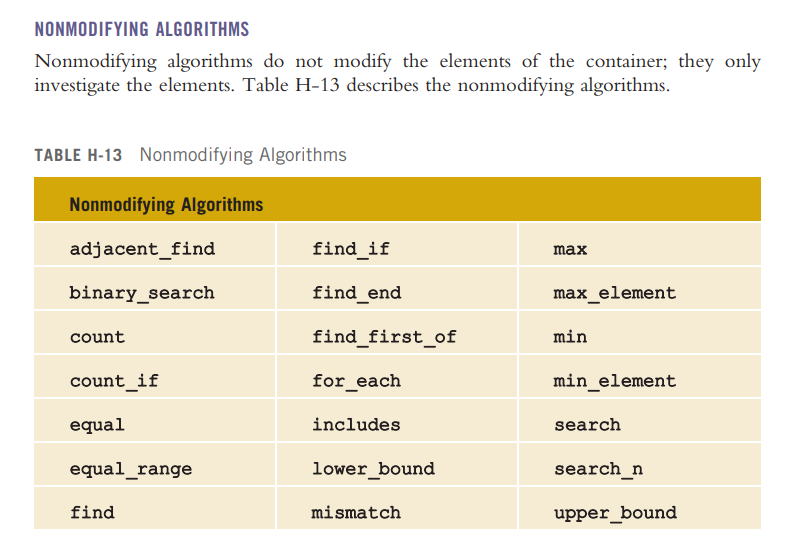 NONMODIFYING ALGORITHMS
Nonmodifying algorithms do not modify the elements of the container; they only
investigate the elements. Table H-13 describes the nonmodifying algorithms.
TABLE H-13 Nonmodifying Algorithms
Nonmodifying Algorithms
adjacent_find find_if max
binary_search find_end max_element
count find_first_of min
count_if for_each min_element
equal includes search
equal_range lower_bound search_n
find mismatch upper_bound